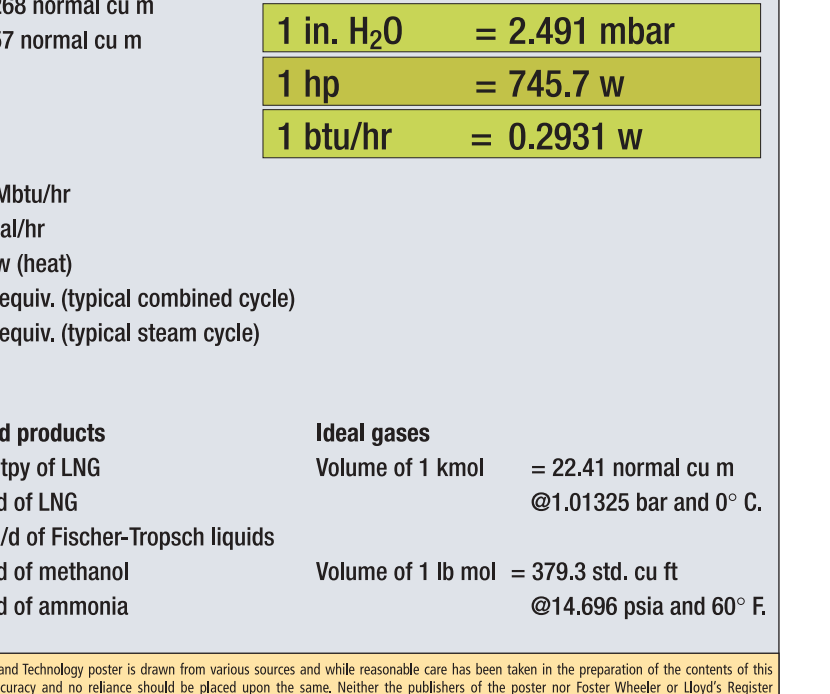 268 normal cu m
57 normal cu m
1 in. H₂O = 2.491 mbar
1 hp = 745.7 w
1 btu/hr = 0.2931 w
Mbtu/hr
al/hr
w (heat)
equiv. (typical combined cycle)
equiv. (typical steam cycle)
d products
tpy of LNG
d of LNG
/d of Fischer-Tropsch liquids
d of methanol
d of ammonia
Ideal gases
Volume of 1 kmol = 22.41 normal cu m
@1.01325 bar and 0° C.
Volume of 1 lb mol = 379.3 std. cu ft
@14.696 psia and 60° F.
and Technology poster is drawn from various sources and while reasonable care has been taken in the preparation of the contents of this
curacy and no reliance should be placed upon the same. Neither the publishers of the poster nor Foster Wheeler or Lloyd's Register